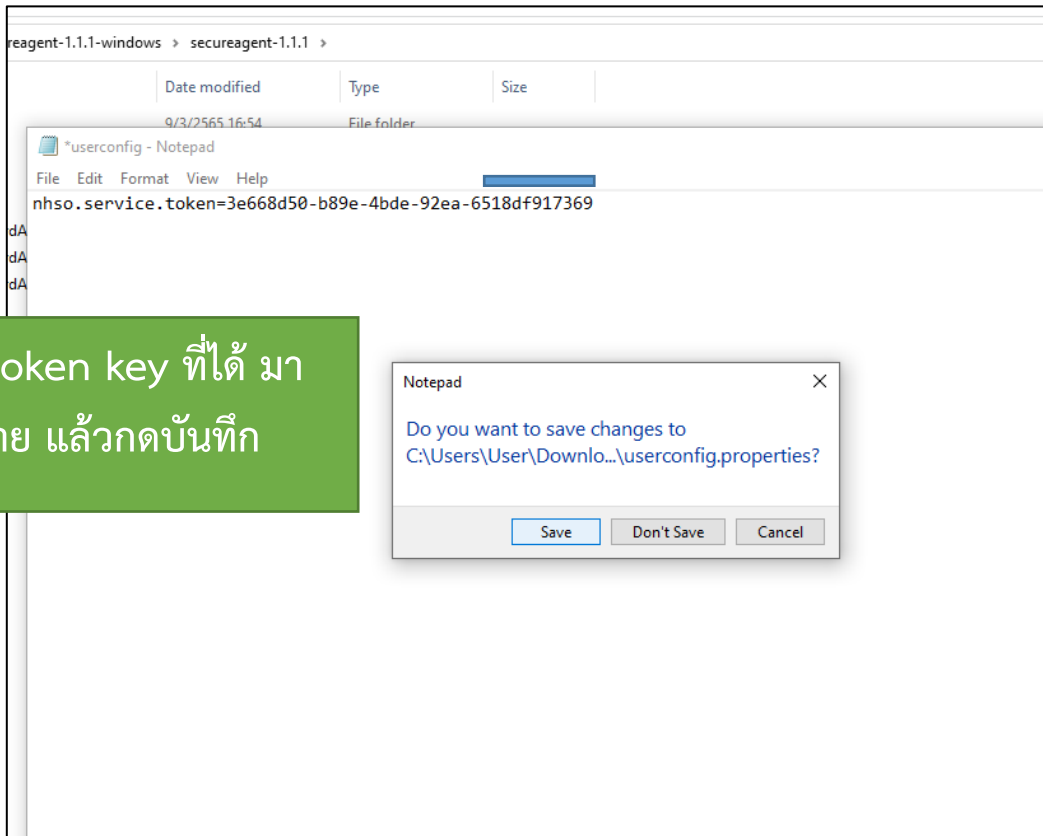 reagent-1.1.1-windows > secureagent-1.1.1 >
Date modified Type Size
9/3/2565 16:54 File folder
*userconfig - Notepad
File Edit Format View Help
nhso.service.token=3e668d50-b89e-4bde-92ea-6518df917369
dA
dA
dA
oken key ที่ได้ มา
าย แล้วกดบันทึก
Notepad
Do you want to save changes to
C:\Users\User\Downlo...\userconfig.properties?
Save Don't Save Cancel